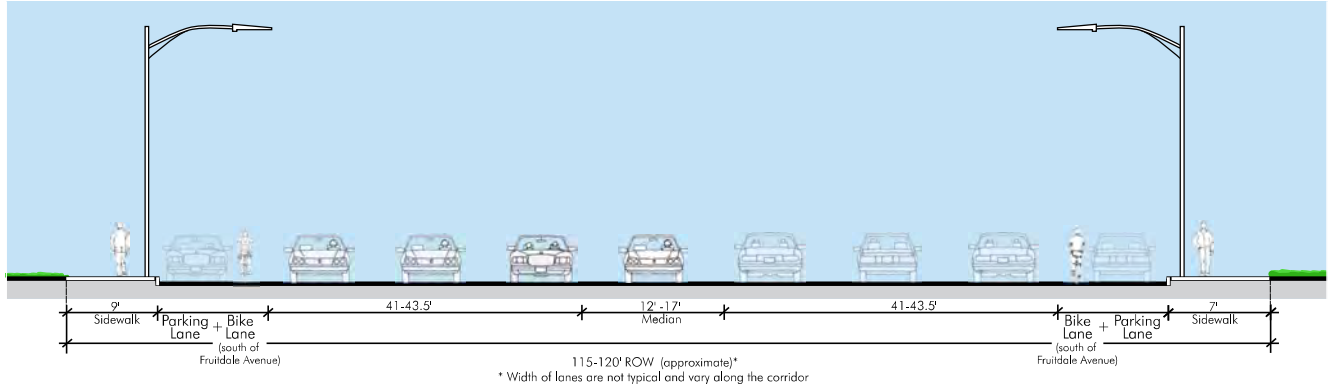 9' 41-43.5' 12' -17' 41-43.5' 7'
Sidewalk Parking Lane + Bike Lane Median Bike Lane + Parking Lane Sidewalk
(south of Fruitdale Avenue) (south of Fruitdale Avenue)
115-120' ROW (approximate)*
* Width of lanes are not typical and vary along the corridor